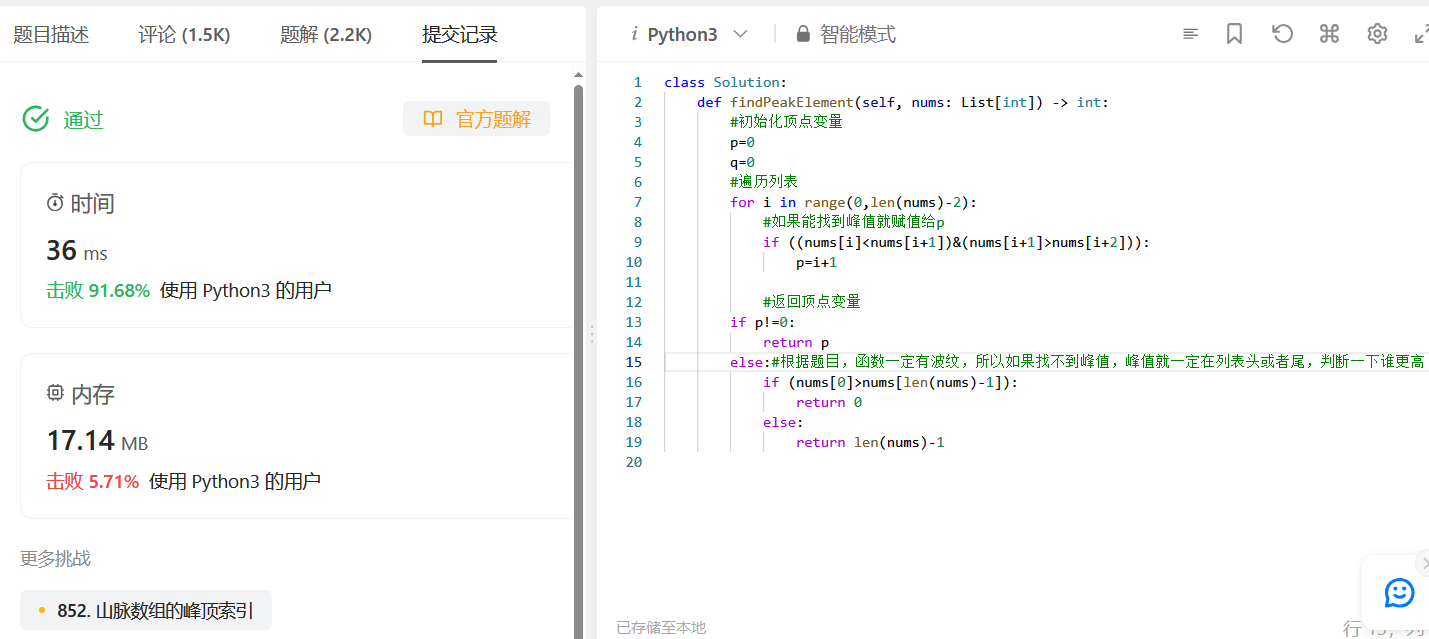 题目描述 评论 (1.5K) 题解 (2.2K) 提交记录
通过 官方题解
时间
36 ms
击败 91.68% 使用 Python3 的用户
内存
17.14 MB
击败 5.71% 使用 Python3 的用户
更多挑战
852. 山脉数组的峰顶索引
i Python3 智能模式
1 class Solution:
2     def findPeakElement(self, nums: List[int]) -> int:
3         #初始化顶点变量
4         p=0
5         q=0
6         #遍历列表
7         for i in range(0,len(nums)-2):
8             #如果能找到峰值就赋值给p
9             if ((nums[i]<nums[i+1])&(nums[i+1]>nums[i+2])):
10                 p=i+1
11
12             #返回顶点变量
13         if p!=0:
14             return p
15         else:#根据题目，函数一定有波纹，所以如果找不到峰值，峰值就一定在列表头或者尾，判断一下谁更高
16             if (nums[0]>nums[len(nums)-1]):
17                 return 0
18             else:
19                 return len(nums)-1
20
已存储至本地
行